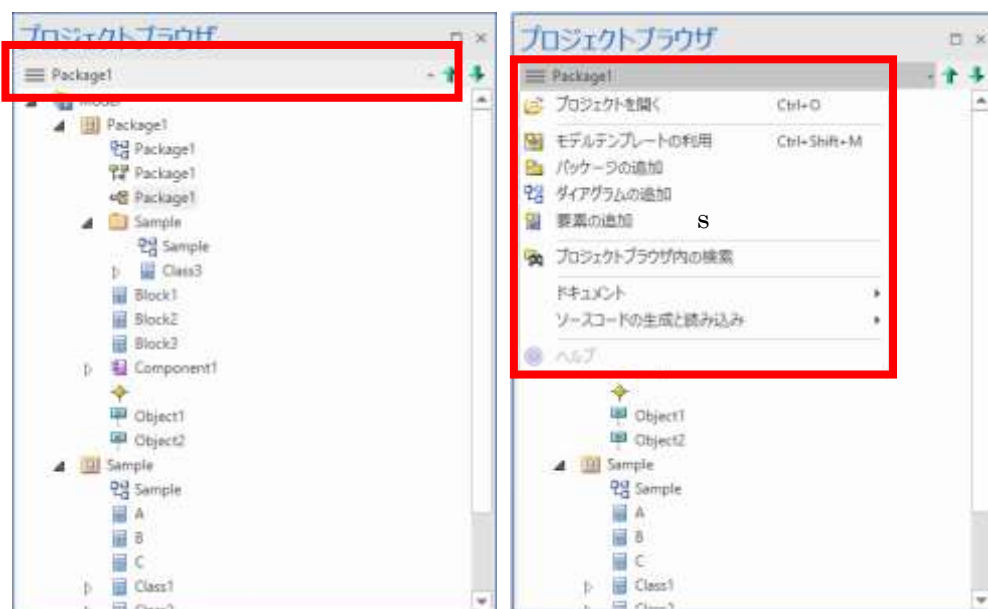 プロジェクトブラウザ
Package1
Model
Package1
Package1
Package1
Package1
Sample
Sample
Class3
Block1
Block2
Block3
Component1
Object1
Object2
Sample
Sample
A
B
C
Class1
Class2
プロジェクトブラウザ
Package1
プロジェクトを開く Ctrl+O
モデルテンプレートの利用 Ctrl+Shift+M
パッケージの追加
ダイアグラムの追加
要素の追加 s
プロジェクトブラウザ内の検索
ドキュメント
ソースコードの生成と読み込み
ヘルプ
Object1
Object2
Sample
Sample
A
B
C
Class1
Class2